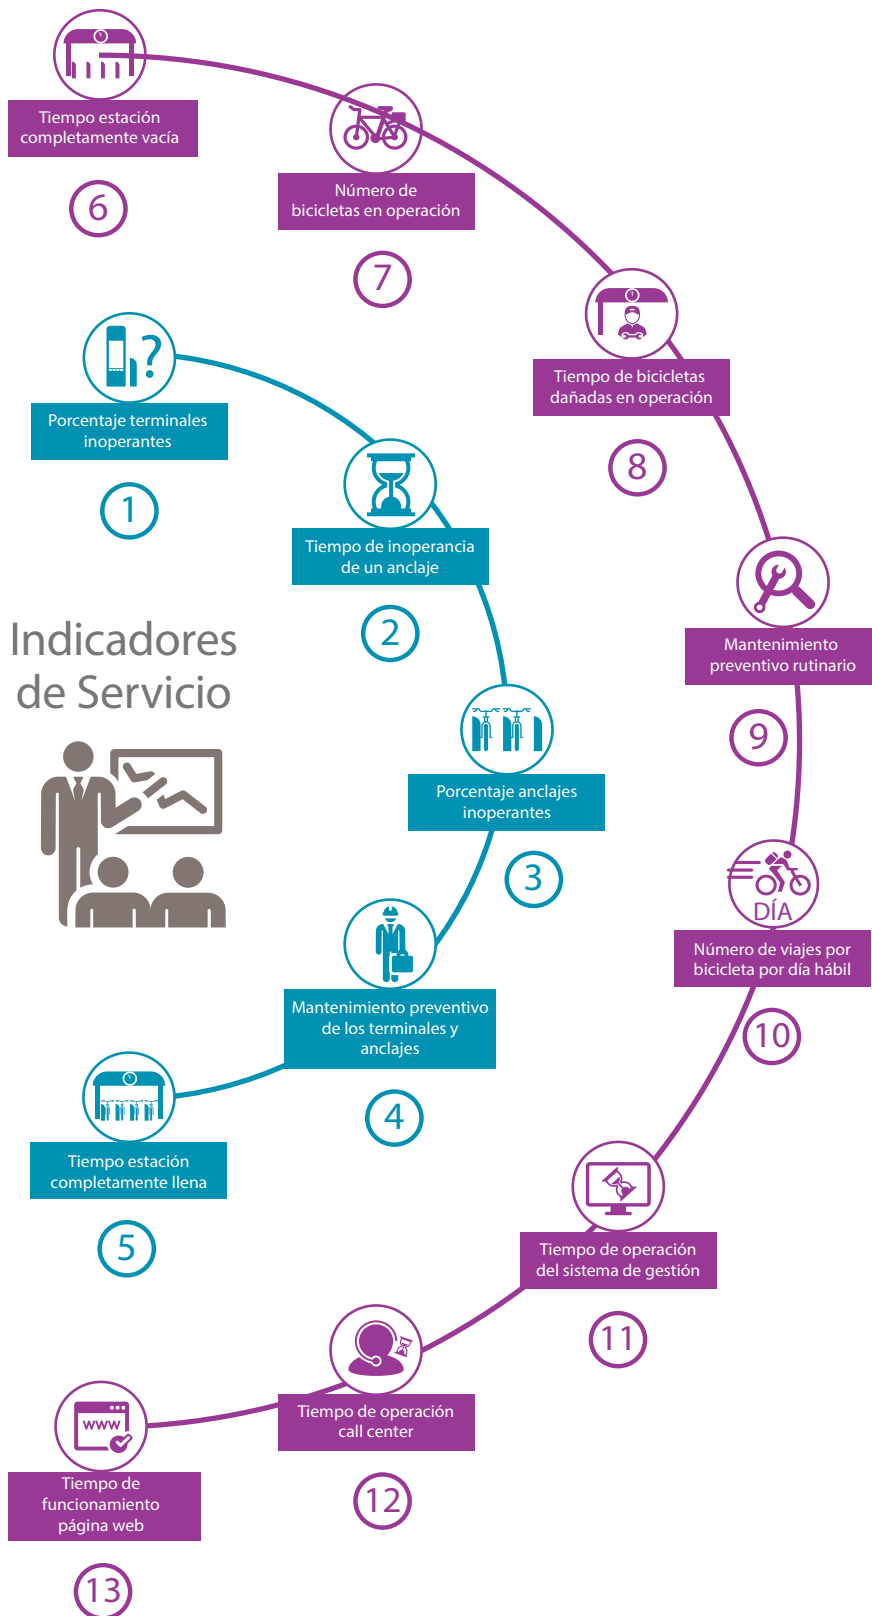 Tiempo estación
completamente vacía
6
Número de
bicicletas en operación
7
Tiempo de bicicletas
dañadas en operación
8
Porcentaje terminales
inoperantes
1
Tiempo de inoperancia
de un anclaje
2
Indicadores
de Servicio
Mantenimiento
preventivo rutinario
9
Porcentaje anclajes
inoperantes
3
DÍA
Número de viajes por
bicicleta por día hábil
10
Mantenimiento preventivo
de los terminales y
anclajes
4
Tiempo estación
completamente llena
5
Tiempo de operación
del sistema de gestión
11
Tiempo de operación
call center
12
www
Tiempo de
funcionamiento
página web
13
?